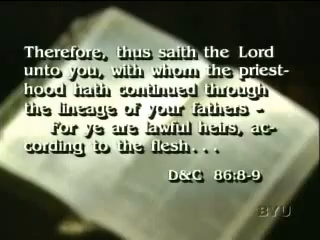 Therefore, thus saith the Lord
unto you, with whom the priest-
hood hath continued through
the lineage of your fathers -
For ye are lawful heirs, ac-
cording to the flesh...
D&C 86:8-9
BYU